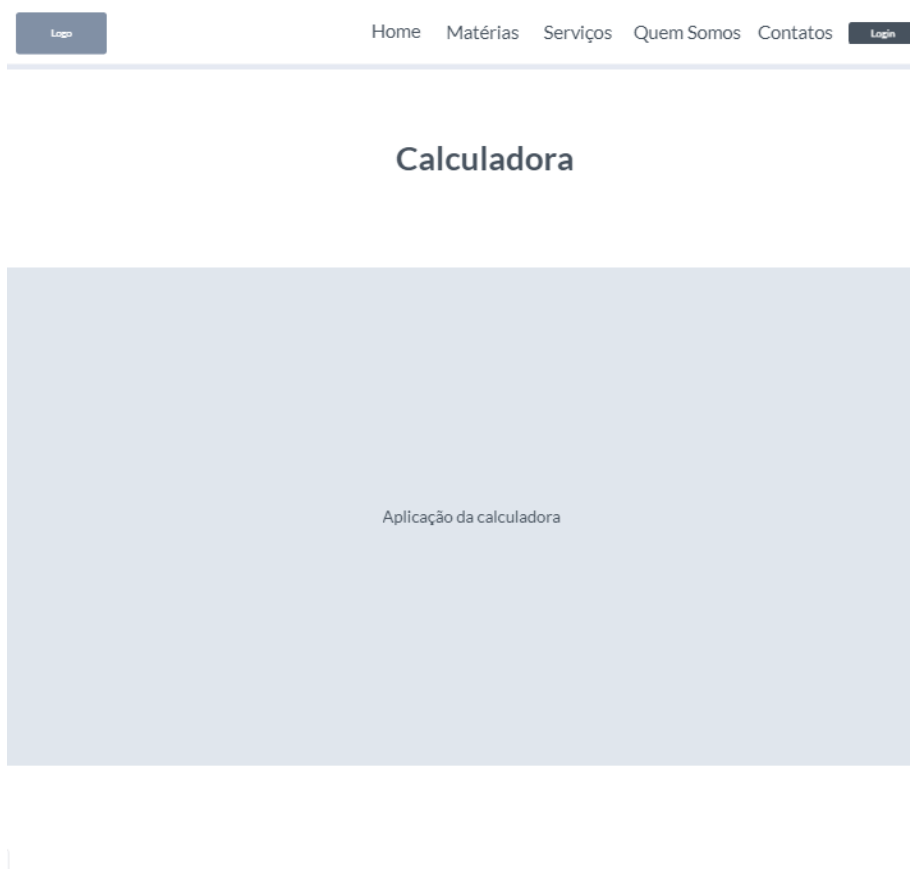 Logo Home Matérias Serviços Quem Somos Contatos Login
Calculadora
Aplicação da calculadora